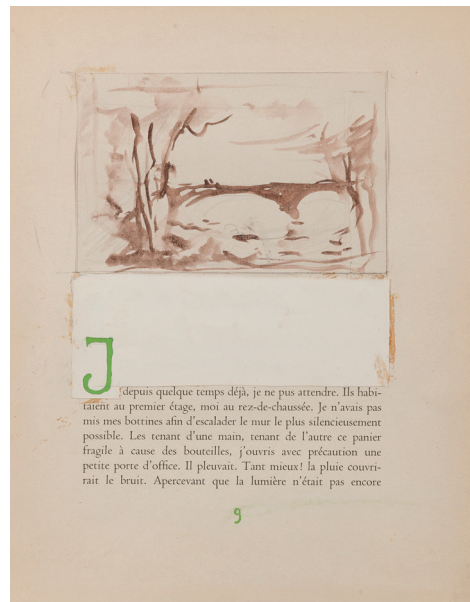 J
depuis quelque temps déjà, je ne pus attendre. Ils habi-
taient au premier étage, moi au rez-de-chaussée. Je n'avais pas
mis mes bottines afin d'escalader le mur le plus silencieusement
possible. Les tenant d'une main, tenant de l'autre ce panier
fragile à cause des bouteilles, j'ouvris avec précaution une
petite porte d'office. Il pleuvait. Tant mieux! la pluie couvri-
rait le bruit. Apercevant que la lumière n'était pas encore
9